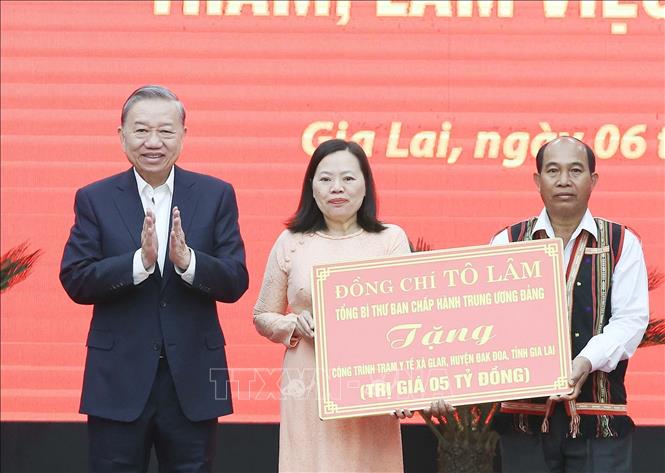 THĂM, LÀM VIỆC
Gia Lai, ngày 06 t
ĐỒNG CHÍ TÔ LÂM
TỔNG BÍ THƯ BAN CHẤP HÀNH TRUNG ƯƠNG ĐẢNG
Tặng
CÔNG TRÌNH TRẠM Y TẾ XÃ GLAR, HUYỆN ĐAK ĐOA, TỈNH GIA LAI
(TRỊ GIÁ 05 TỶ ĐỒNG)
TTXVN